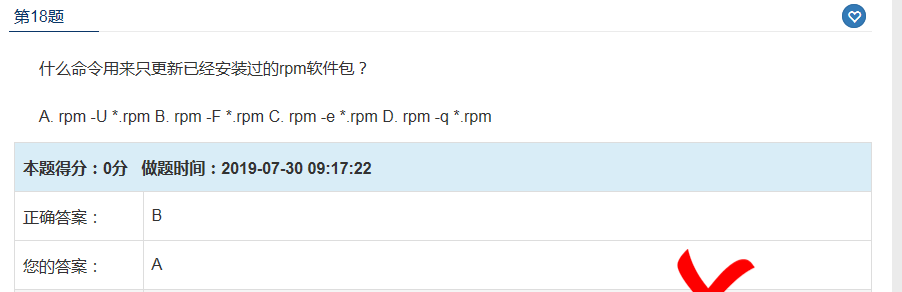 第18题
什么命令用来只更新已经安装过的rpm软件包？
A. rpm -U *.rpm B. rpm -F *.rpm C. rpm -e *.rpm D. rpm -q *.rpm
本题得分：0分 做题时间：2019-07-30 09:17:22
正确答案： B
您的答案： A